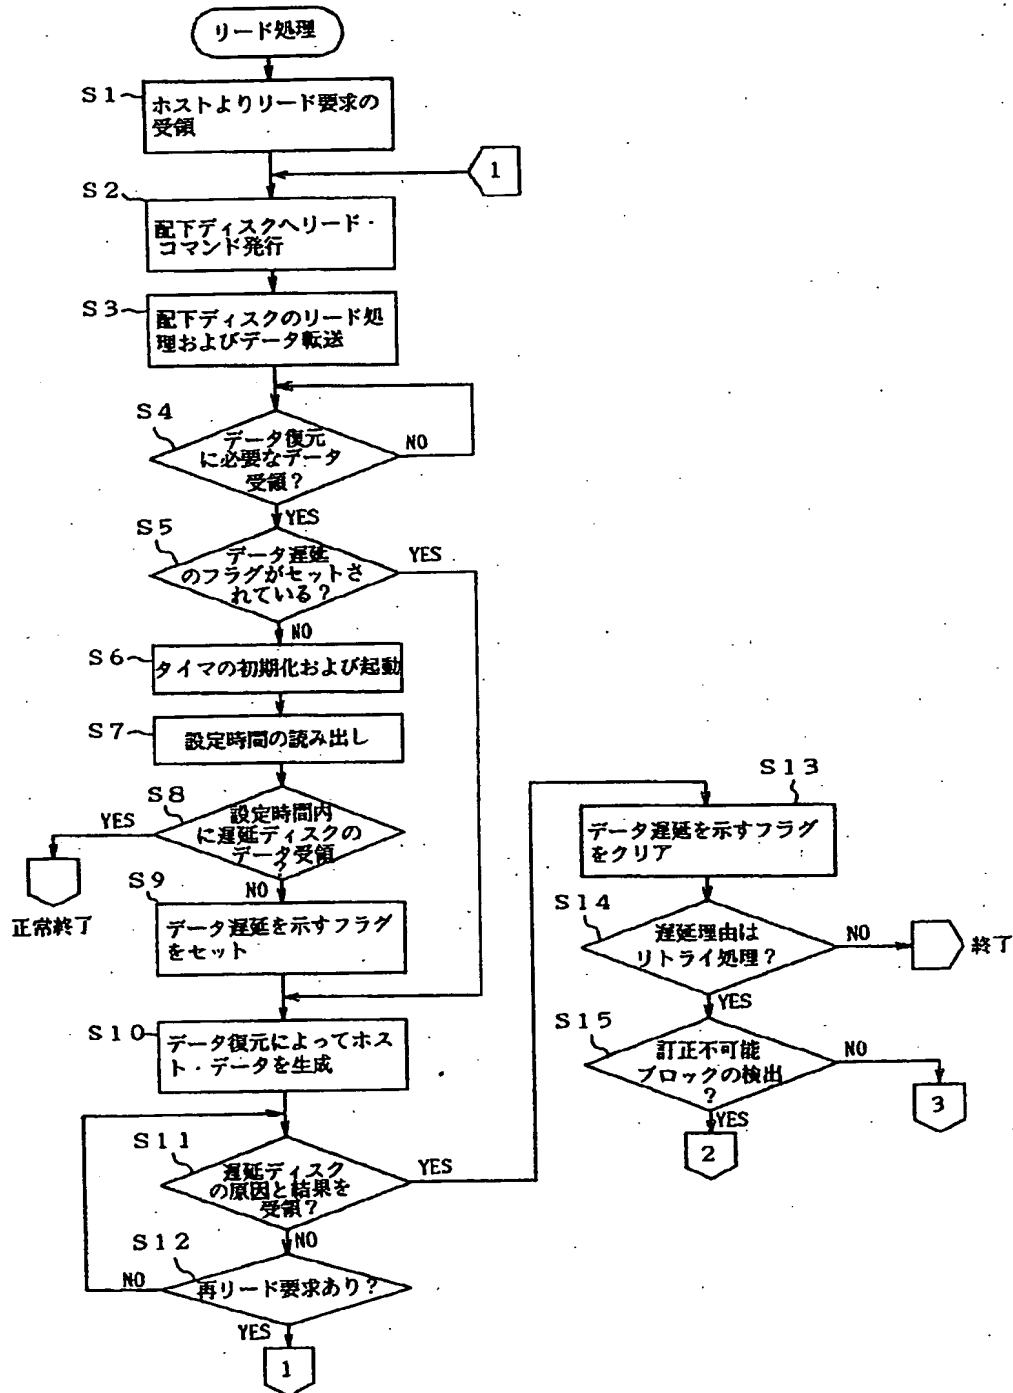 リード処理
S1
ホストよりリード要求の
受領
1
S2
配下ディスクへリード・
コマンド発行
S3
配下ディスクのリード処
理およびデータ転送
S4
データ復元
に必要なデータ
受領？
NO
YES
S5
データ遅延
のフラグがセットさ
れている？
YES
NO
S6
タイマの初期化および起動
S7
設定時間の読み出し
S8
設定時間内
に遅延ディスクの
データ受領
？
YES
正常終了
NO
S9
データ遅延を示すフラグ
をセット
S10
データ復元によってホス
ト・データを生成
S11
遅延ディスク
の原因と結果を
受領？
YES
NO
S12
再リード要求あり？
NO
YES
1
S13
データ遅延を示すフラグ
をクリア
S14
遅延理由は
リトライ処理？
NO
終了
YES
S15
訂正不可能
ブロックの検出
？
NO
3
YES
2